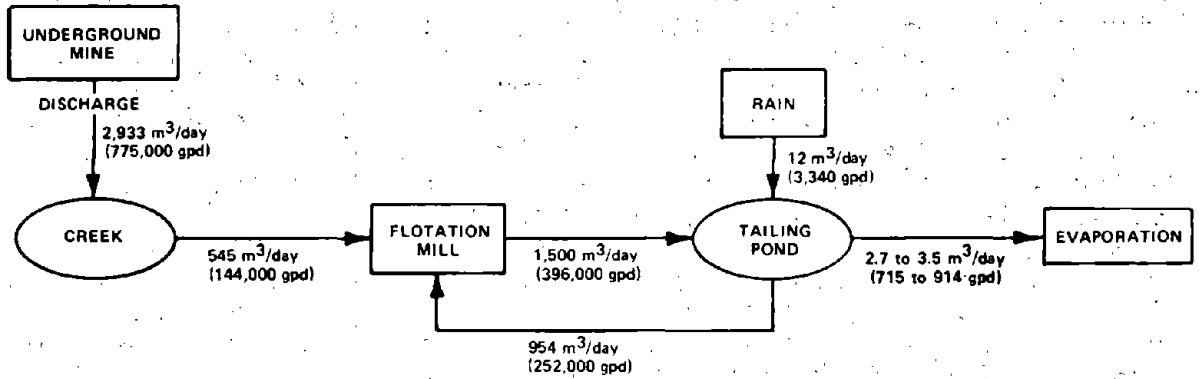 UNDERGROUND
MINE
DISCHARGE
2,933 m³/day
(775,000 gpd)
RAIN
12 m³/day
(3,340 gpd)
CREEK
545 m³/day
(144,000 gpd)
FLOTATION
MILL
1,500 m³/day
(396,000 gpd)
TAILING
POND
2.7 to 3.5 m³/day
(715 to 914 gpd)
EVAPORATION
954 m³/day
(252,000 gpd)